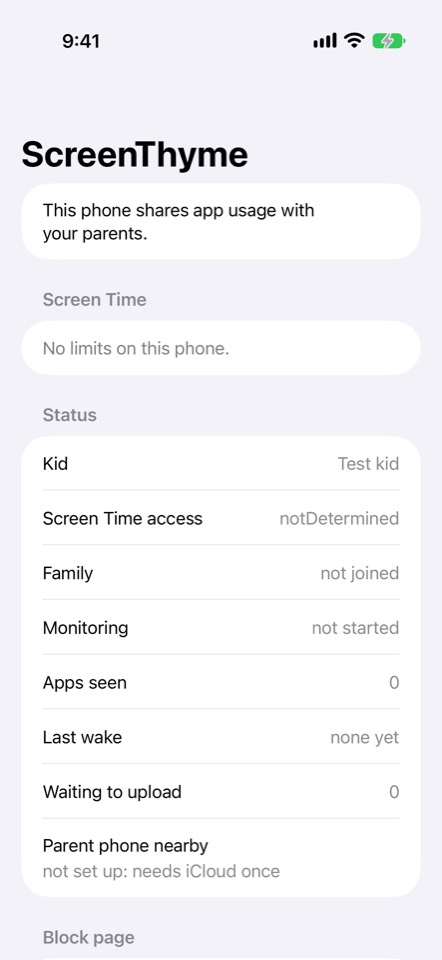 9:41
ScreenThyme
This phone shares app usage with
your parents.
Screen Time
No limits on this phone.
Status
Kid Test kid
Screen Time access notDetermined
Family not joined
Monitoring not started
Apps seen 0
Last wake none yet
Waiting to upload 0
Parent phone nearby
not set up: needs iCloud once
Block page